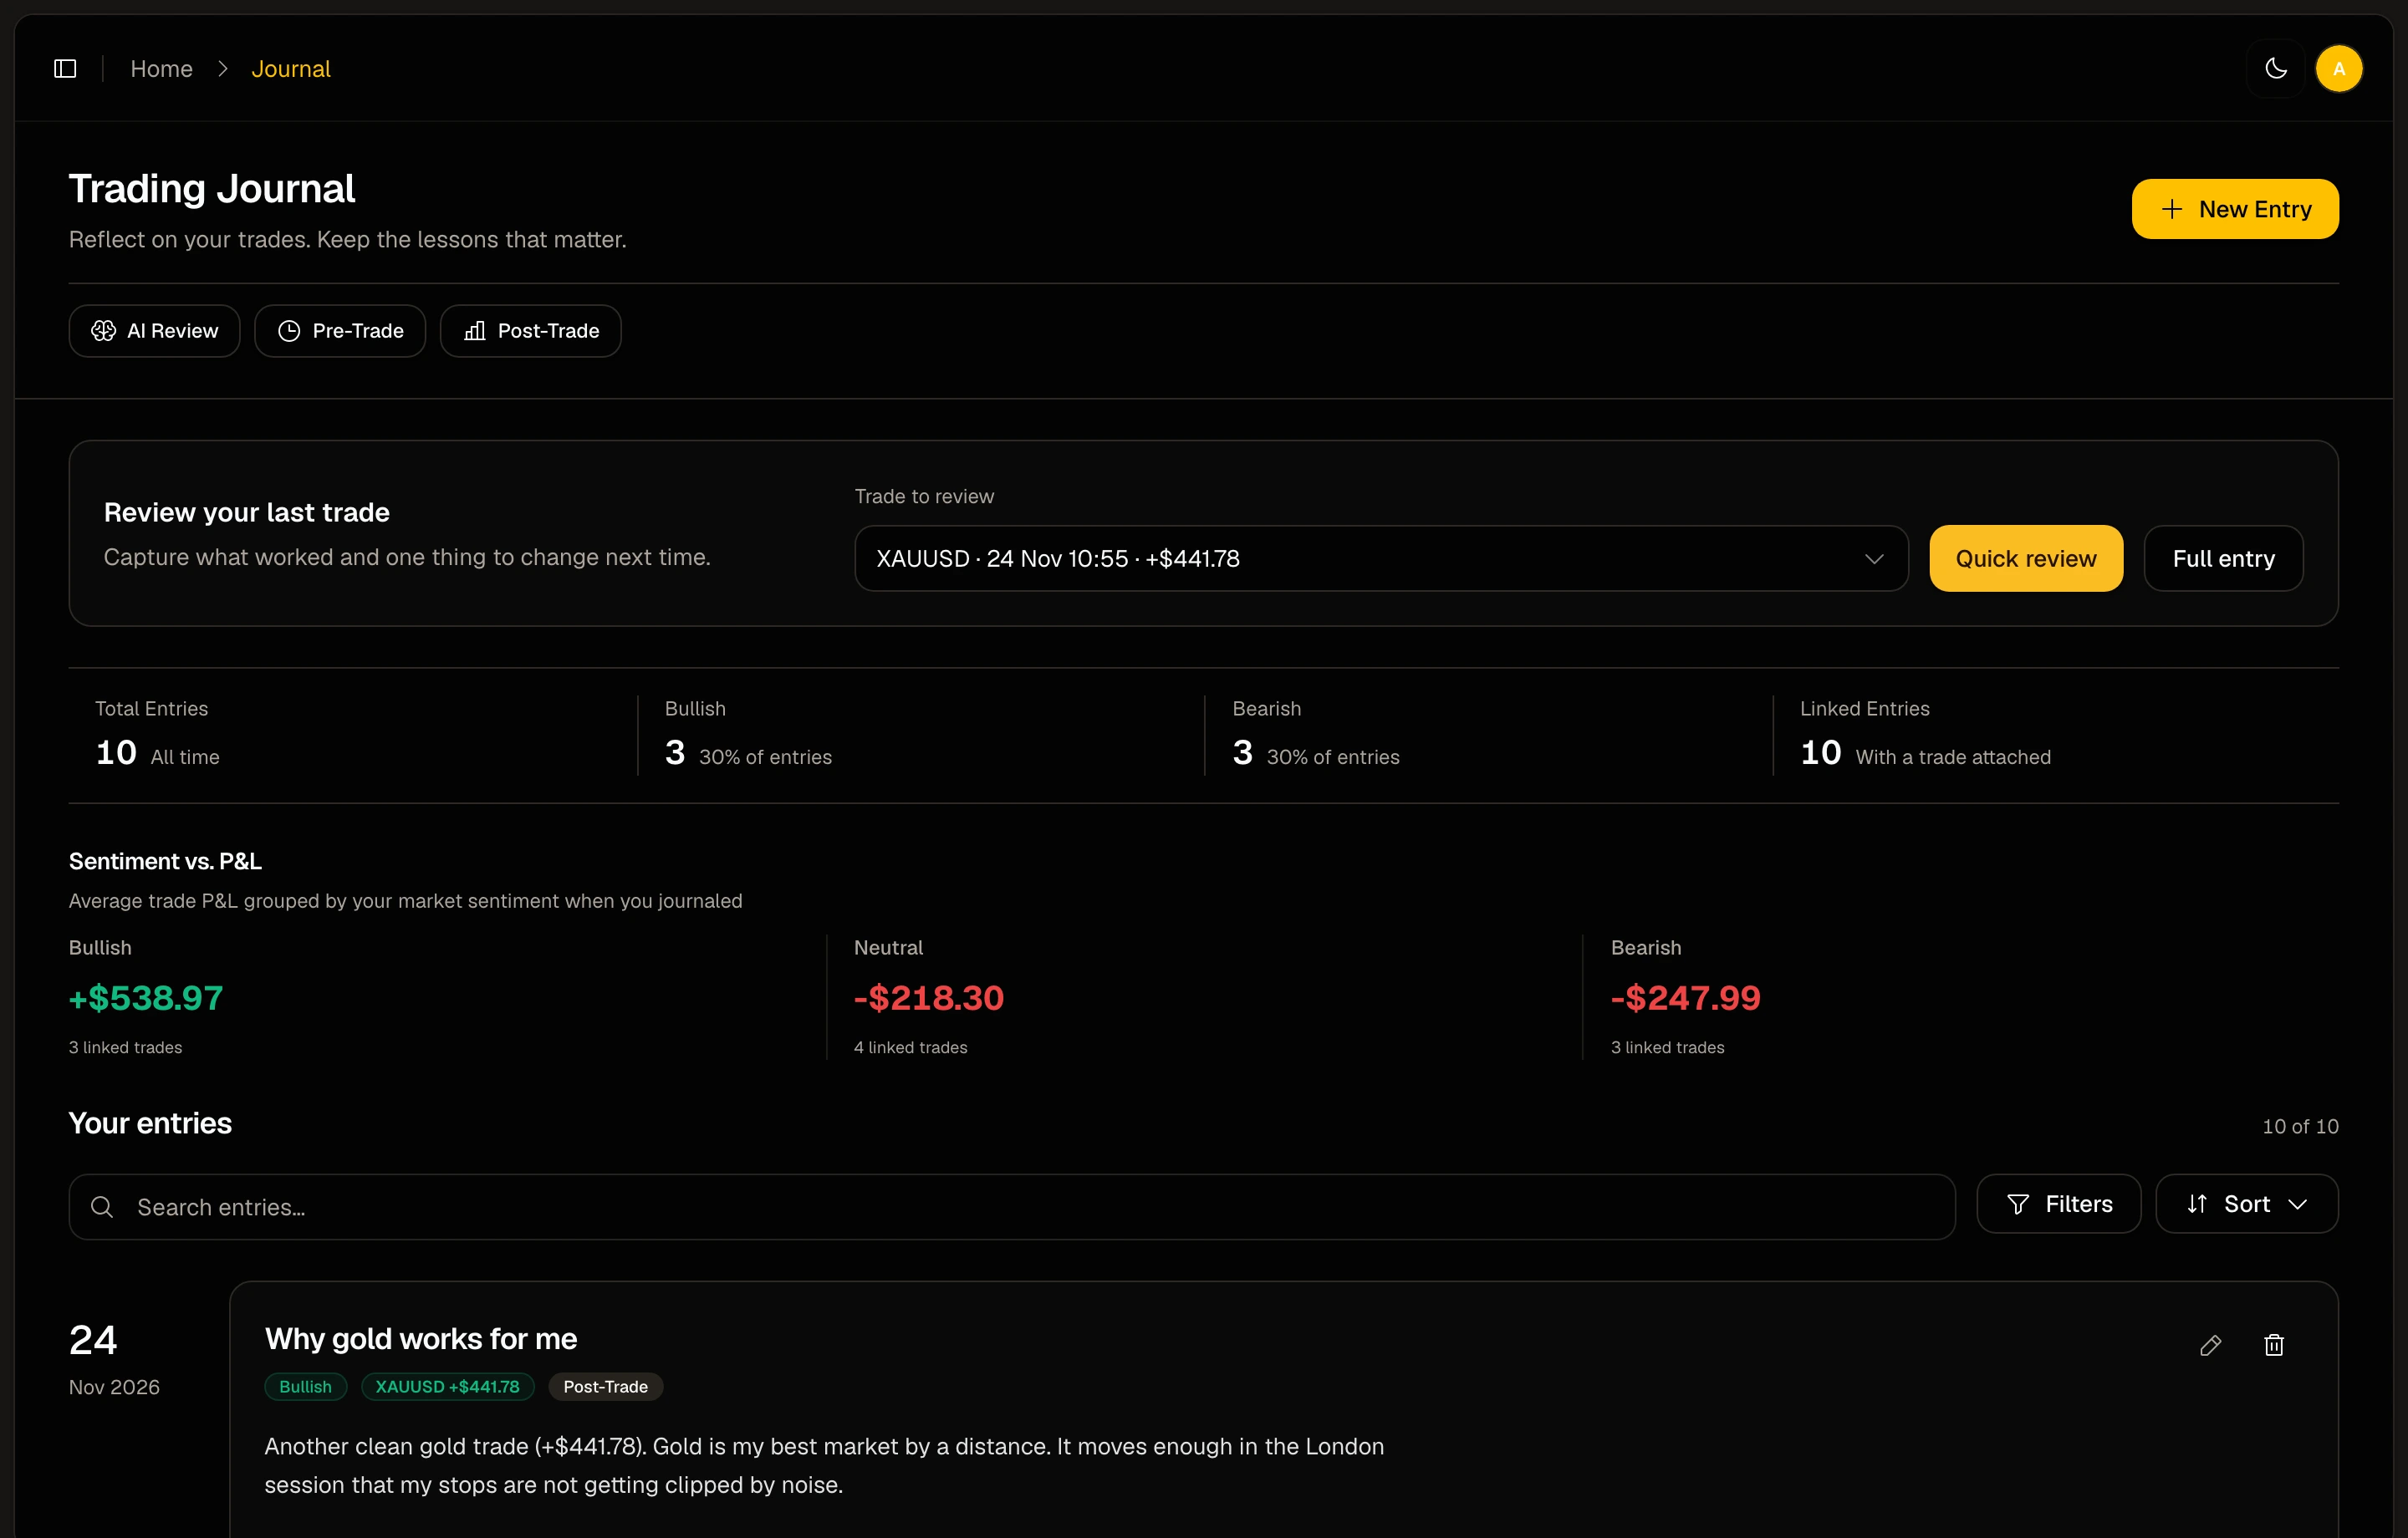 Home > Journal
A
Trading Journal
Reflect on your trades. Keep the lessons that matter.
New Entry
AI Review
Pre-Trade
Post-Trade
Review your last trade
Capture what worked and one thing to change next time.
Trade to review
XAUUSD · 24 Nov 10:55 · +$441.78
Quick review
Full entry
Total Entries
10 All time
Bullish
3 30% of entries
Bearish
3 30% of entries
Linked Entries
10 With a trade attached
Sentiment vs. P&L
Average trade P&L grouped by your market sentiment when you journaled
Bullish
+$538.97
3 linked trades
Neutral
-$218.30
4 linked trades
Bearish
-$247.99
3 linked trades
Your entries
10 of 10
Search entries...
Filters
Sort
24
Nov 2026
Why gold works for me
Bullish
XAUUSD +$441.78
Post-Trade
Another clean gold trade (+$441.78). Gold is my best market by a distance. It moves enough in the London
session that my stops are not getting clipped by noise.